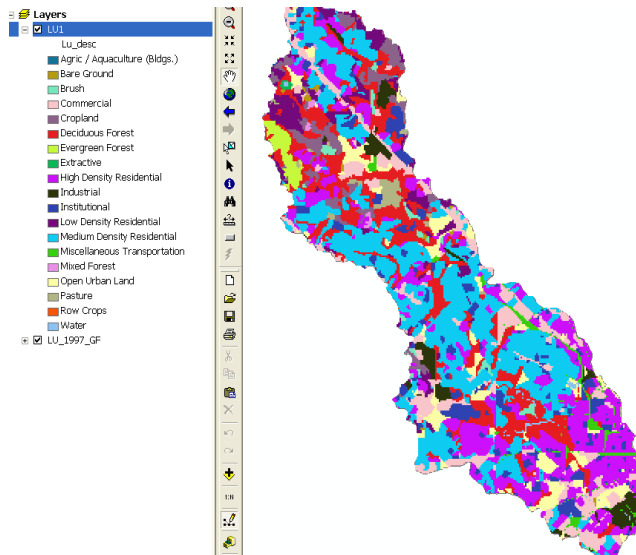 Layers
LU1
Lu_desc
Agric / Aquaculture (Bldgs.)
Bare Ground
Brush
Commercial
Cropland
Deciduous Forest
Evergreen Forest
Extractive
High Density Residential
Industrial
Institutional
Low Density Residential
Medium Density Residential
Miscellaneous Transportation
Mixed Forest
Open Urban Land
Pasture
Row Crops
Water
LU_1997_GF